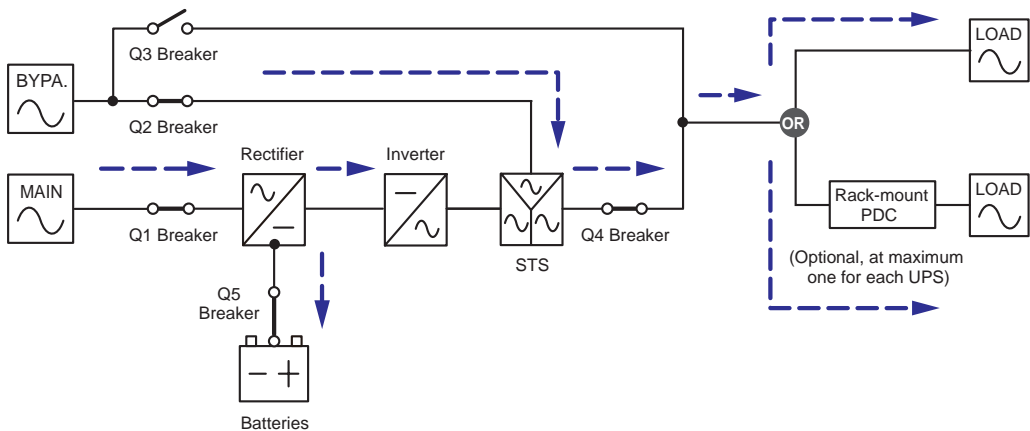 Q3 Breaker
LOAD
BYPA.
Q2 Breaker
OR
Rectifier
Inverter
MAIN
Q1 Breaker
STS
Q4 Breaker
Rack-mount
PDC
LOAD
(Optional, at maximum
one for each UPS)
Q5
Breaker
Batteries